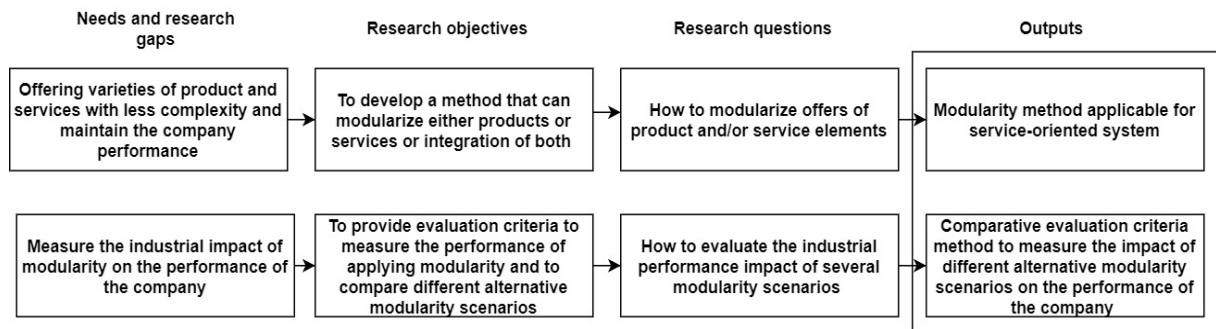 Needs and research
gaps
Research objectives
Research questions
Outputs
Offering varieties of product and
services with less complexity and
maintain the company
performance
To develop a method that can
modularize either products or
services or integration of both
How to modularize offers of
product and/or service elements
Modularity method applicable for
service-oriented system
Measure the industrial impact of
modularity on the performance of
the company
To provide evaluation criteria to
measure the performance of
applying modularity and to
compare different alternative
modularity scenarios
How to evaluate the industrial
performance impact of several
modularity scenarios
Comparative evaluation criteria
method to measure the impact of
different alternative modularity
scenarios on the performance of
the company